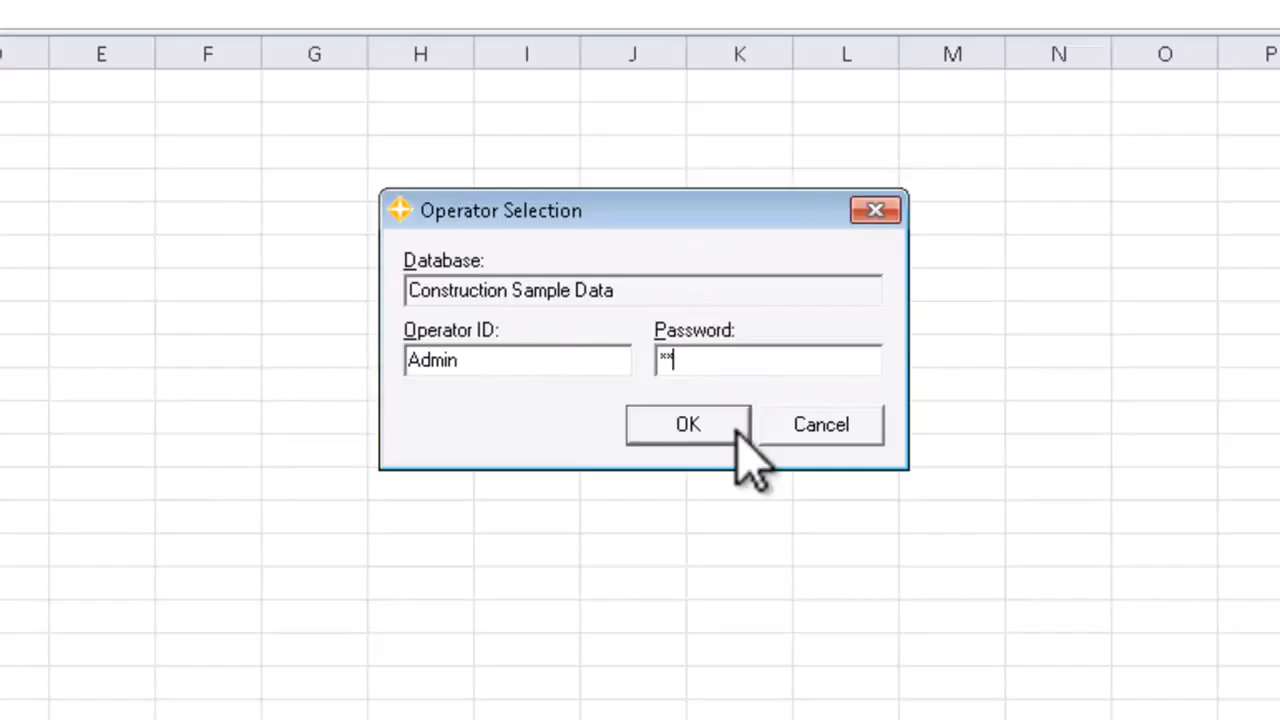 E F G H I J K L M N O P
Operator Selection
Database:
Construction Sample Data
Operator ID: Password:
Admin **
OK Cancel